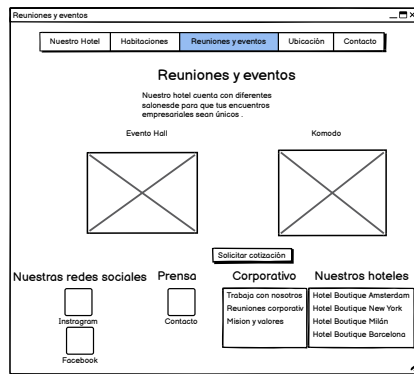 Reuniones y eventos
Nuestro Hotel
Habitaciones
Reuniones y eventos
Ubicación
Contacto
Reuniones y eventos
Nuestro hotel cuenta con diferentes
salonesde para que tus encuentros
empresariales sean únicos .
Evento Hall
Komodo
Solicitar cotización
Nuestras redes sociales
Instragram
Facebook
Prensa
Contacto
Corporativo
Trabaja con nosotros
Reuniones corporativ
Mision y valores
Nuestros hoteles
Hotel Boutique Amsterdam
Hotel Boutique New York
Hotel Boutique Milán
Hotel Boutique Barcelona